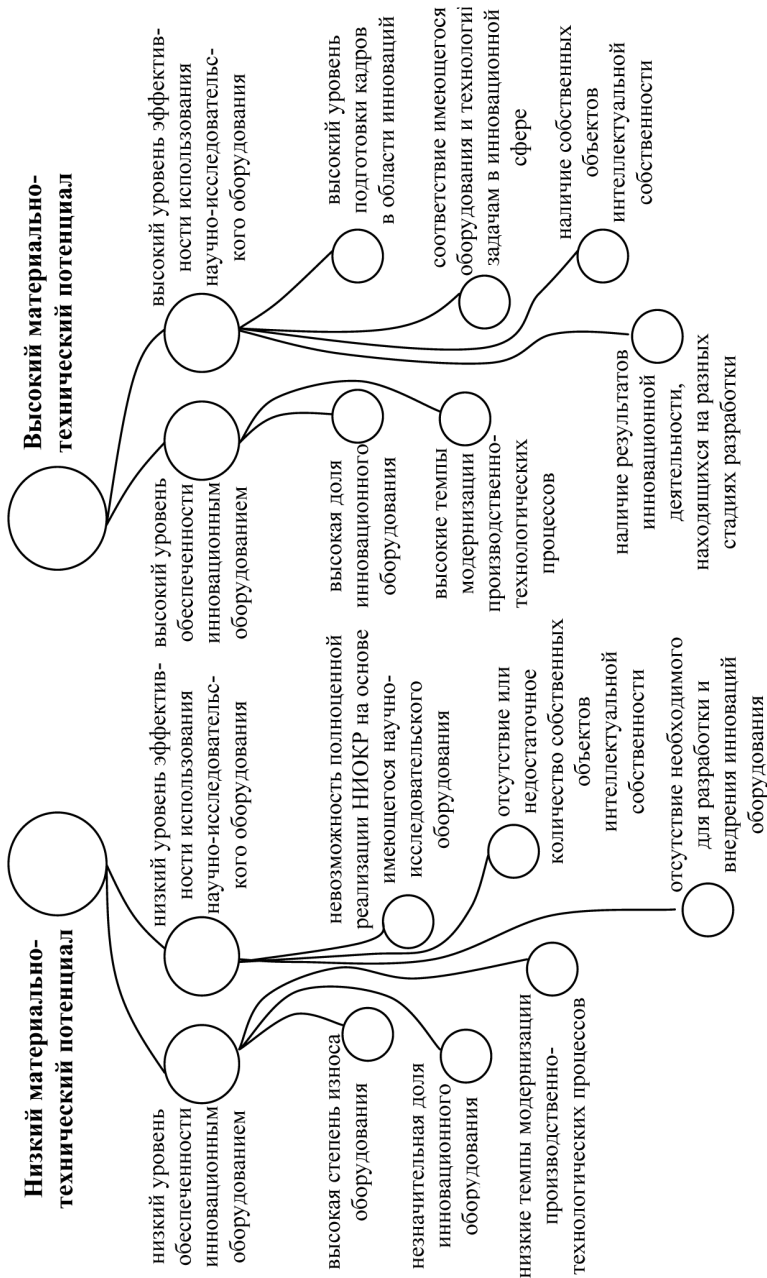 Низкий материально-
технический потенциал
низкий уровень
обеспеченности
инновационным
оборудованием
низкий уровень эффектив-
ности использования
научно-исследовательс-
кого оборудования
высокая степень износа
оборудования
незначительная доля
инновационного
оборудования
низкие темпы модернизации
производственно-
технологических процессов
невозможность полноценной
реализации НИОКР на основе
имеющегося научно-
исследовательского
оборудования
отсутствие или
недостаточное
количество собственных
объектов
интеллектуальной
собственности
отсутствие необходимого
для разработки и
внедрения инноваций
оборудования
Высокий материально-
технический потенциал
высокий уровень
обеспеченности
инновационным
оборудованием
высокий уровень эффектив-
ности использования
научно-исследовательс-
кого оборудования
высокая доля
инновационного
оборудования
высокие темпы
модернизации
производственно-
технологических
процессов
высокий уровень
подготовки кадров
в области инноваций
соответствие имеющегося
оборудования и технологи
задачам в инновационной
сфере
наличие собственных
объектов
интеллектуальной
собственности
наличие результатов
инновационной
деятельности,
находящихся на разных
стадиях разработки